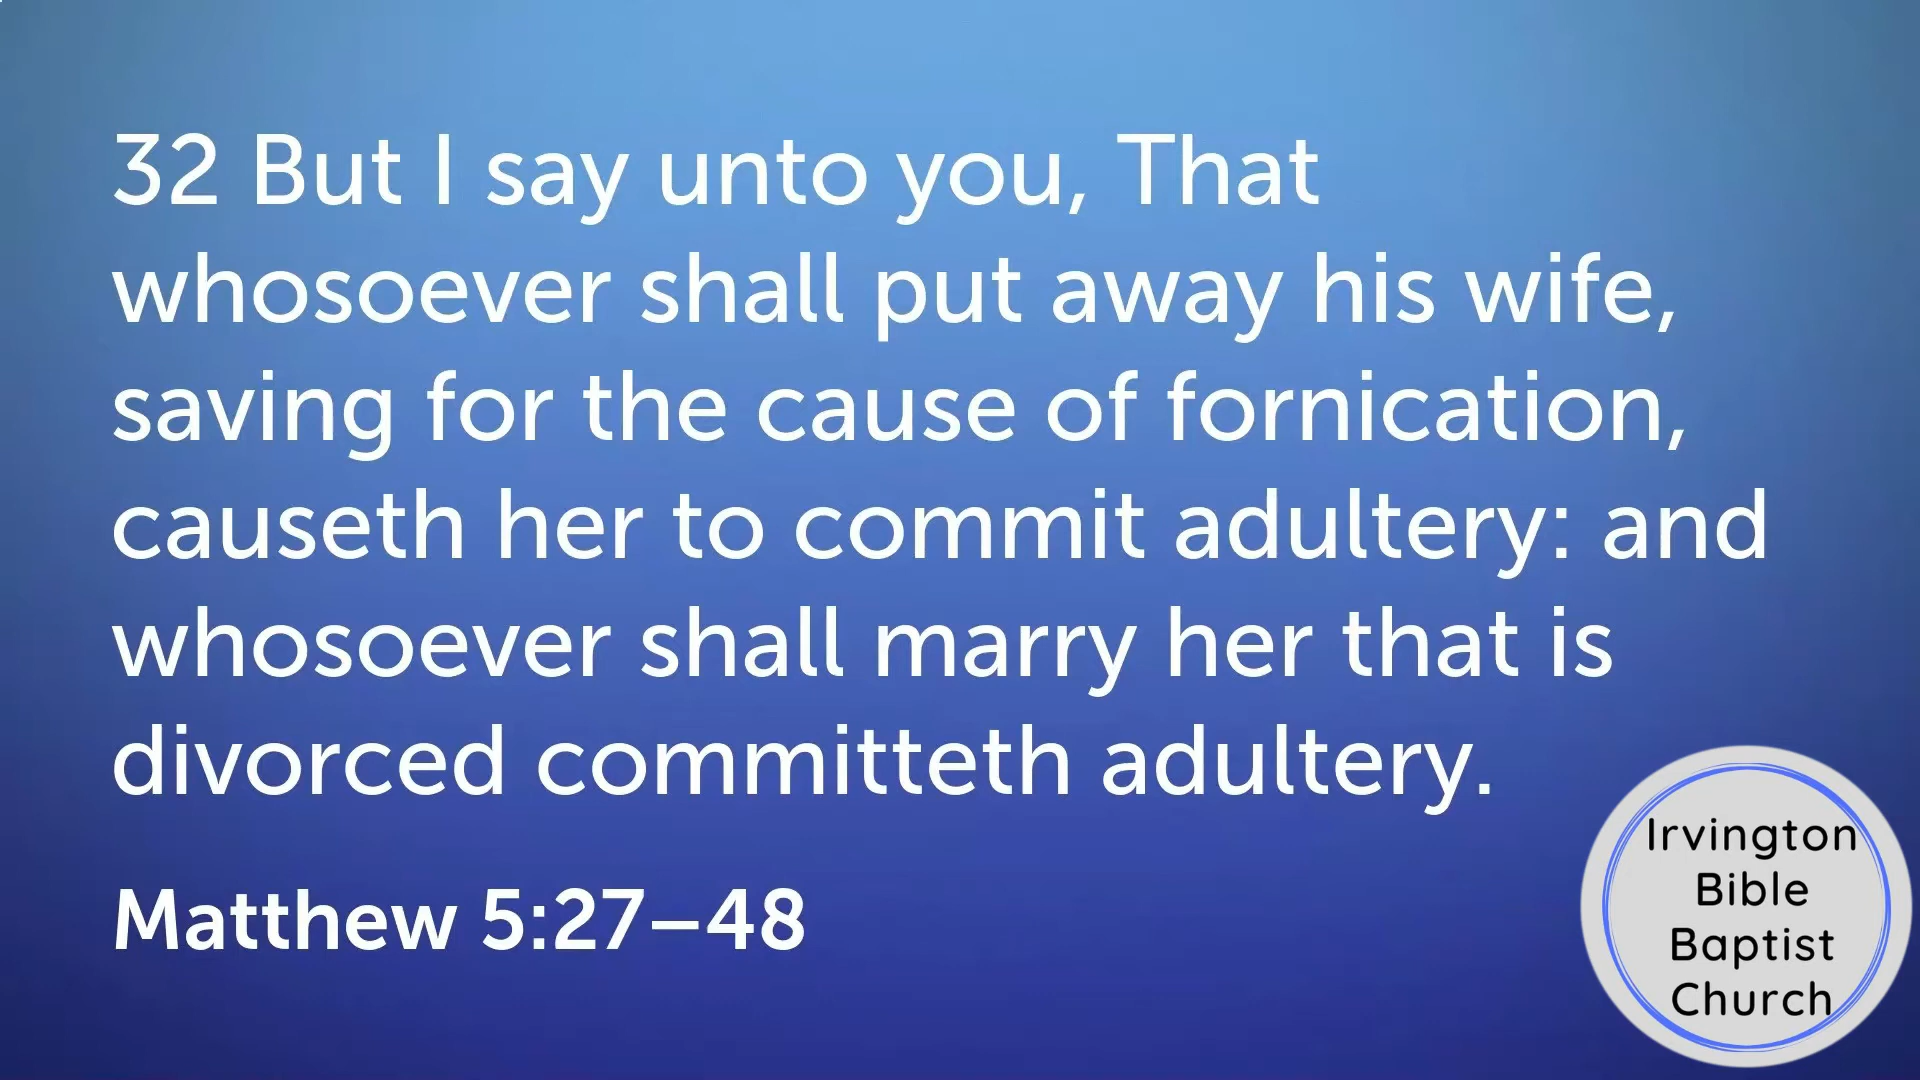 32 But I say unto you, That
whosoever shall put away his wife,
saving for the cause of fornication,
causeth her to commit adultery: and
whosoever shall marry her that is
divorced committeth adultery.
Matthew 5:27–48
Irvington
Bible
Baptist
Church